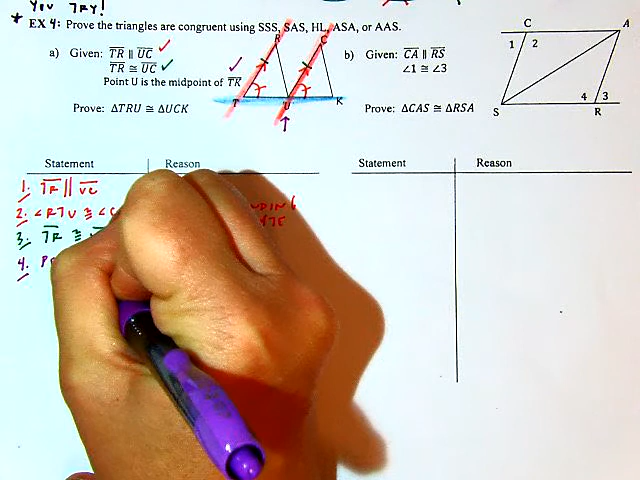 YOU TRY!
* EX 4: Prove the triangles are congruent using SSS, SAS, HL, ASA, or AAS.
a) Given: TR ∥ UC ✓
TR ≅ UC ✓
Point U is the midpoint of TK ✓
Prove: ΔTRU ≅ ΔUCK
R C
T U K
b) Given: CA ∥ RS
∠1 ≅ ∠3
Prove: ΔCAS ≅ ΔRSA
C A
1 2
4 3
S R
Statement Reason
1. TR ∥ UC
2. ∠RTU ≅
3. TR ≅
4.
Statement Reason